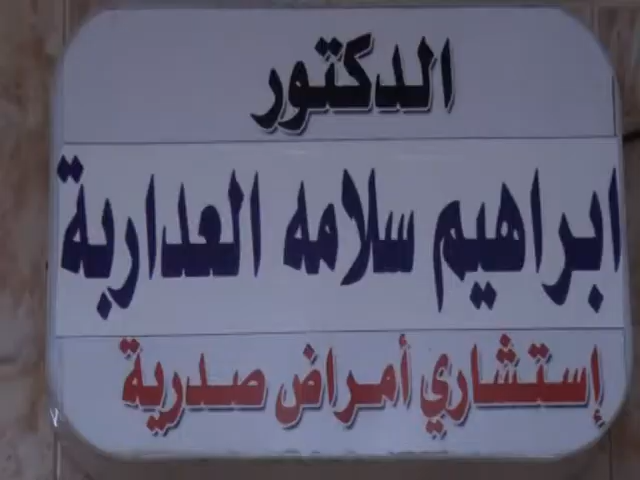 الدكتور
ابراهيم سلامه العداربة
إستشاري أمراض صدرية